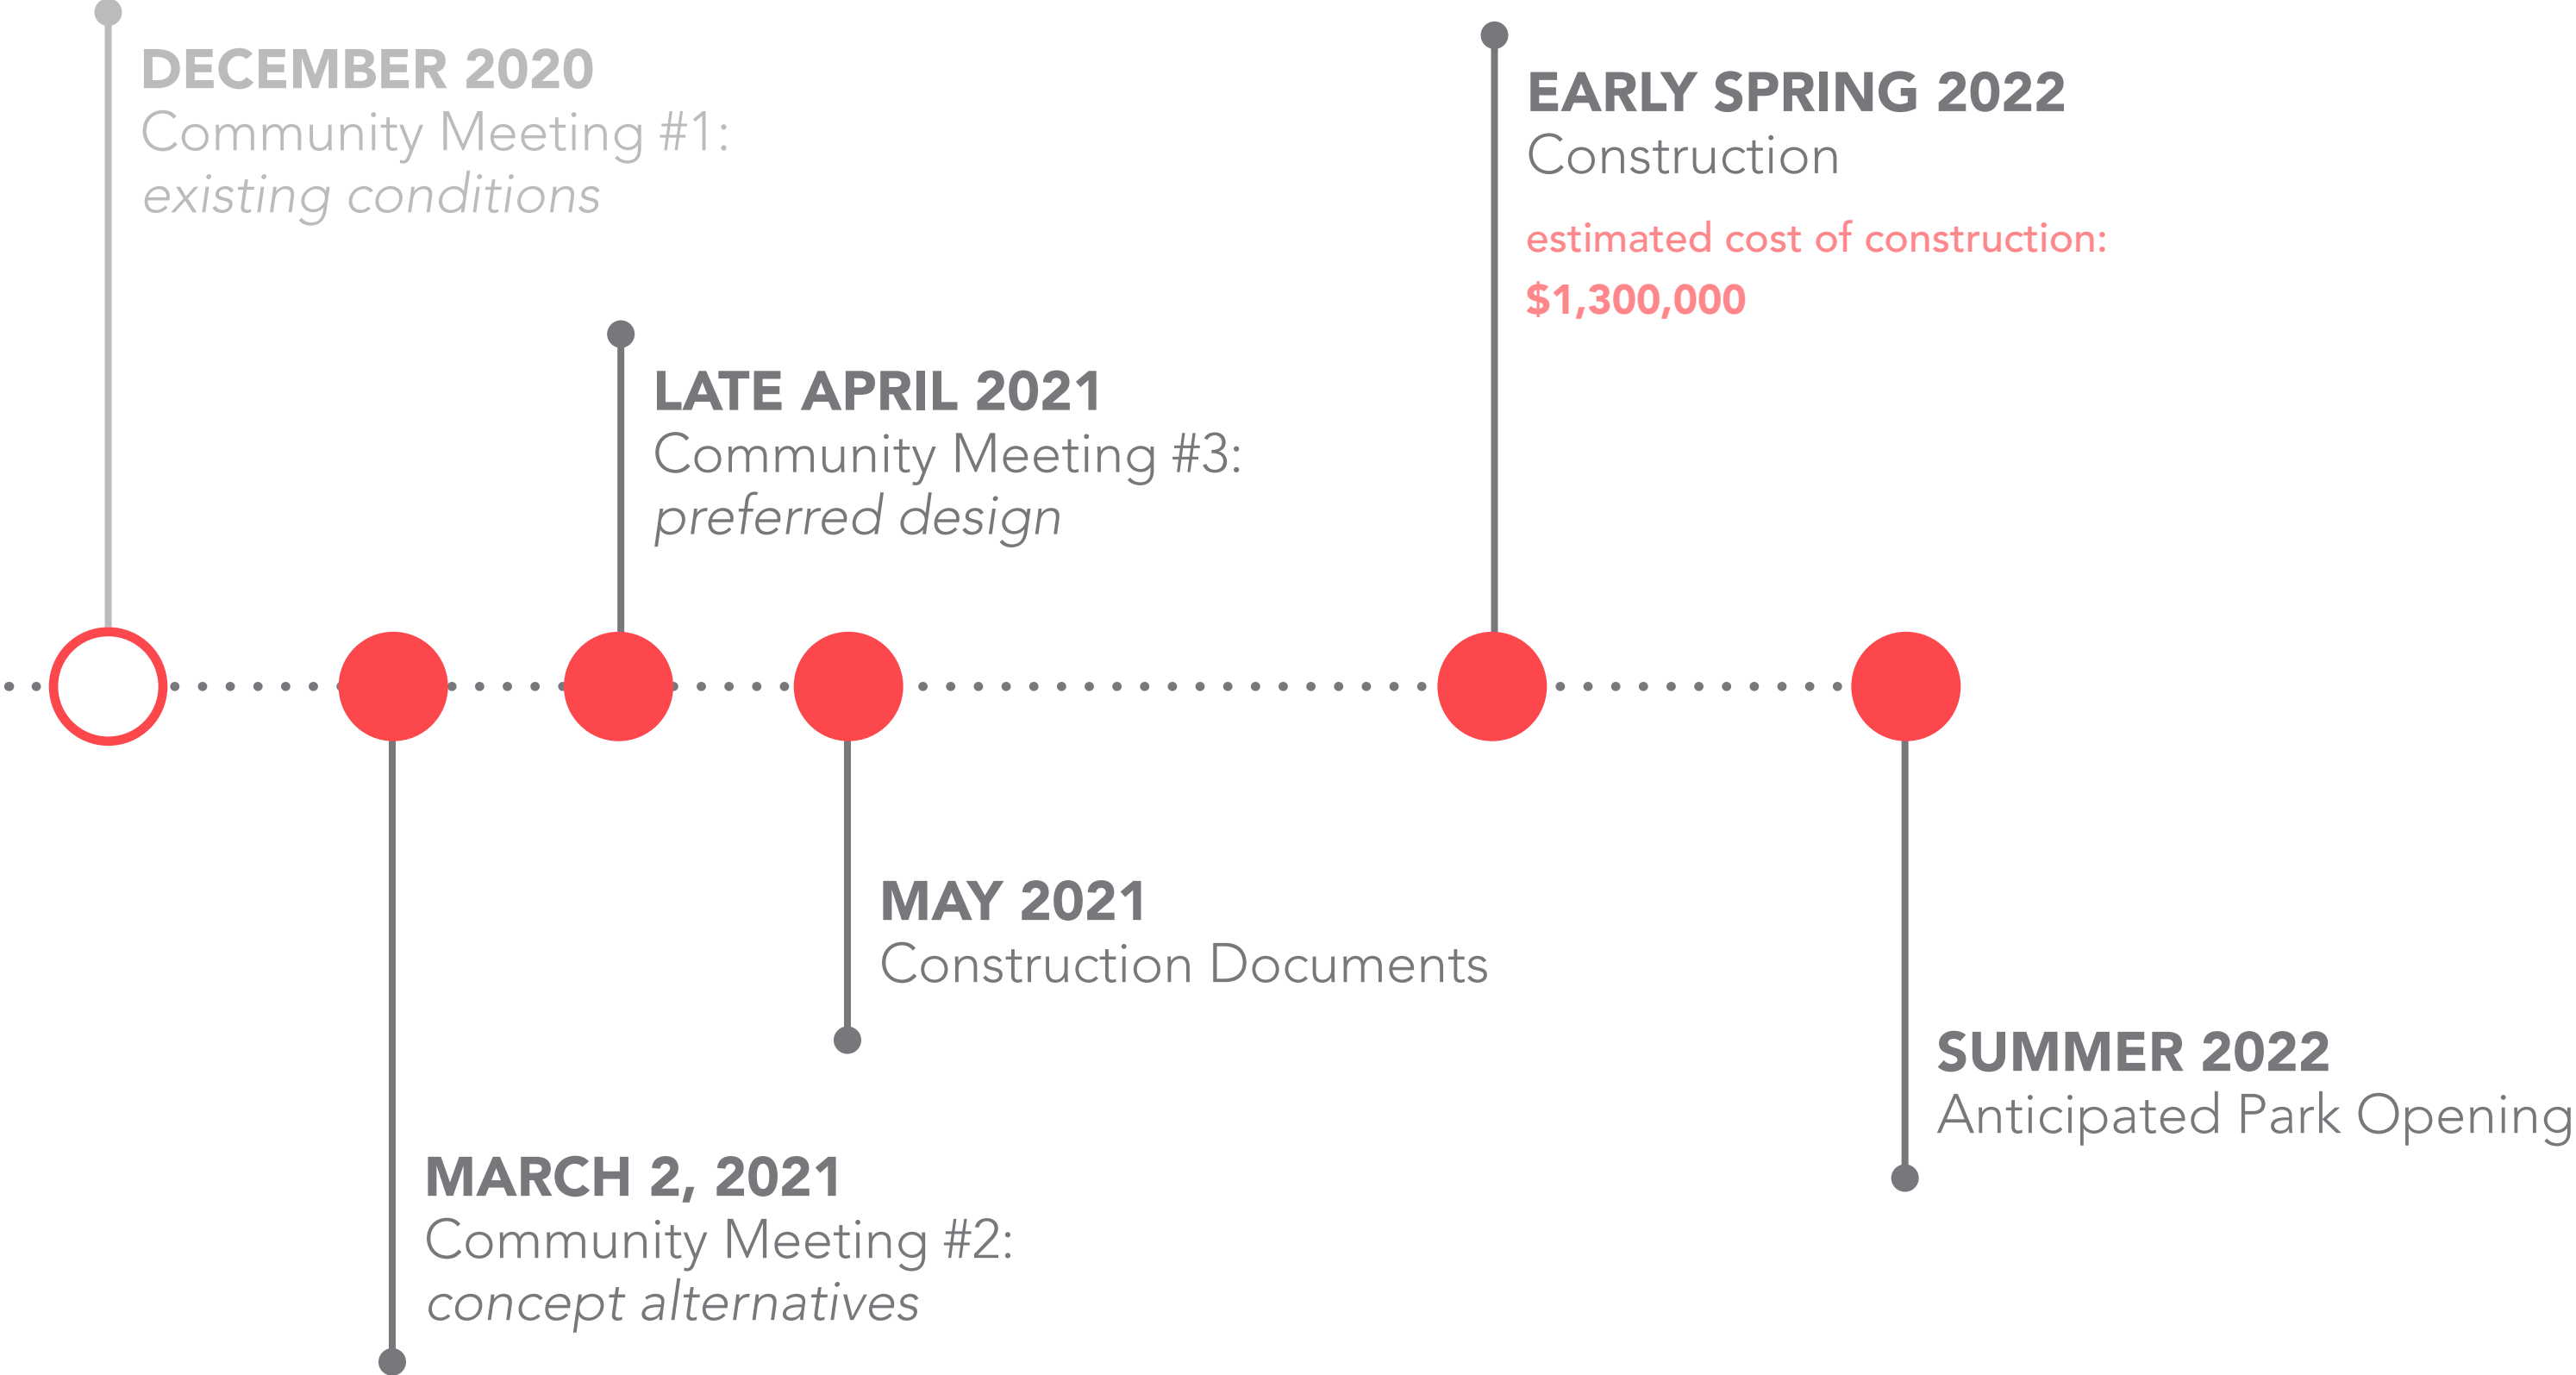 DECEMBER 2020
Community Meeting #1:
existing conditions
EARLY SPRING 2022
Construction
estimated cost of construction:
$1,300,000
LATE APRIL 2021
Community Meeting #3:
preferred design
MAY 2021
Construction Documents
SUMMER 2022
Anticipated Park Opening
MARCH 2, 2021
Community Meeting #2:
concept alternatives